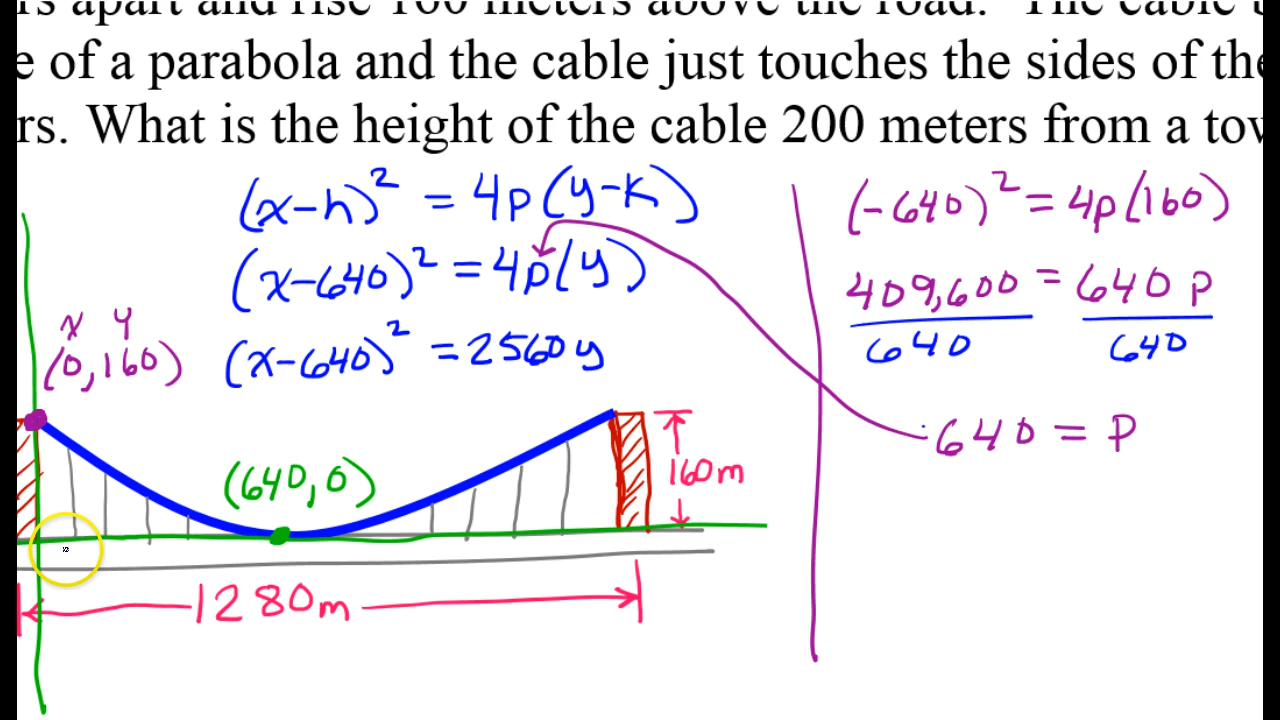 apart and rise 160 meters above the road. The cable
e of a parabola and the cable just touches the sides of the
rs. What is the height of the cable 200 meters from a tow
(x-h)² = 4p(y-k)
(x-640)² = 4p(y)
(x-640)² = 2560y
x y
(0,160)
(640,0)
160m
1280m
(-640)² = 4p(160)
409,600 = 640 p
640 640
640 = P